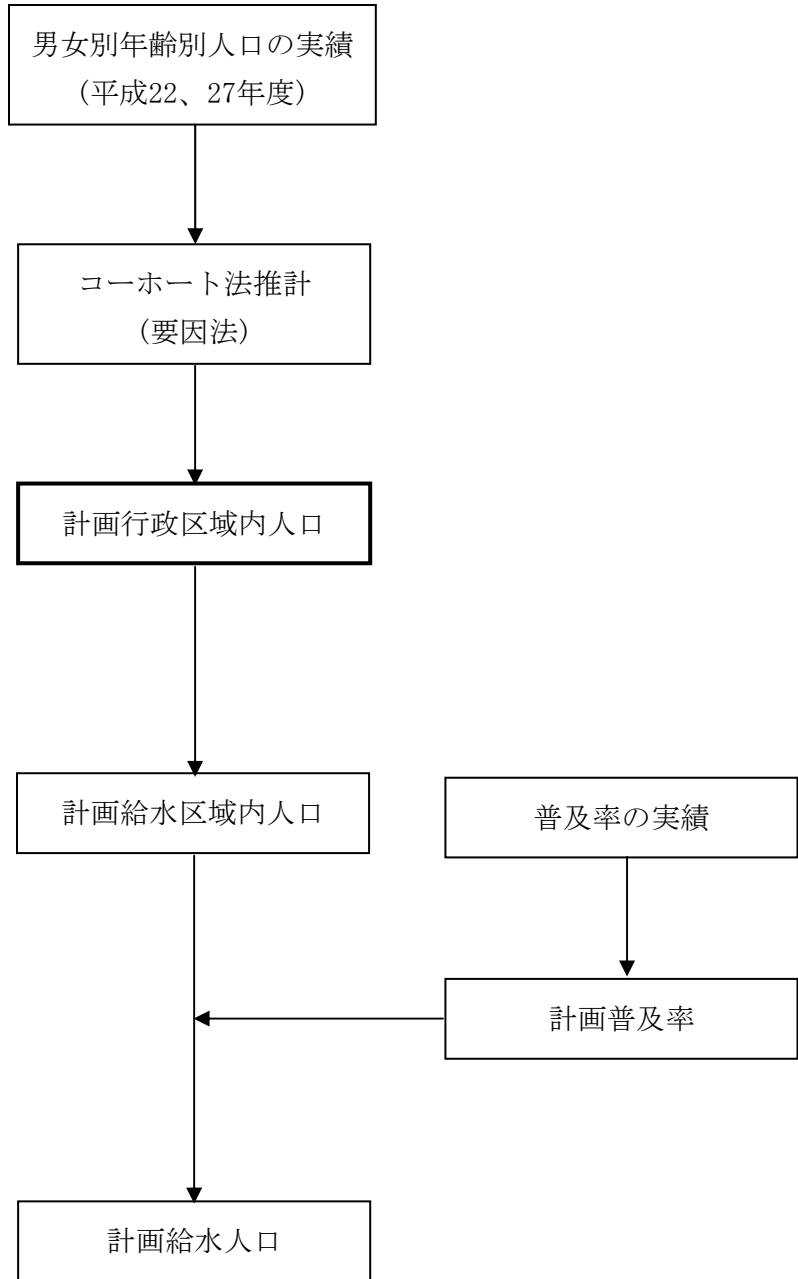 男女別年齢別人口の実績
(平成22、27年度)
コーホート法推計
(要因法)
計画行政区域内人口
計画給水区域内人口
普及率の実績
計画普及率
計画給水人口